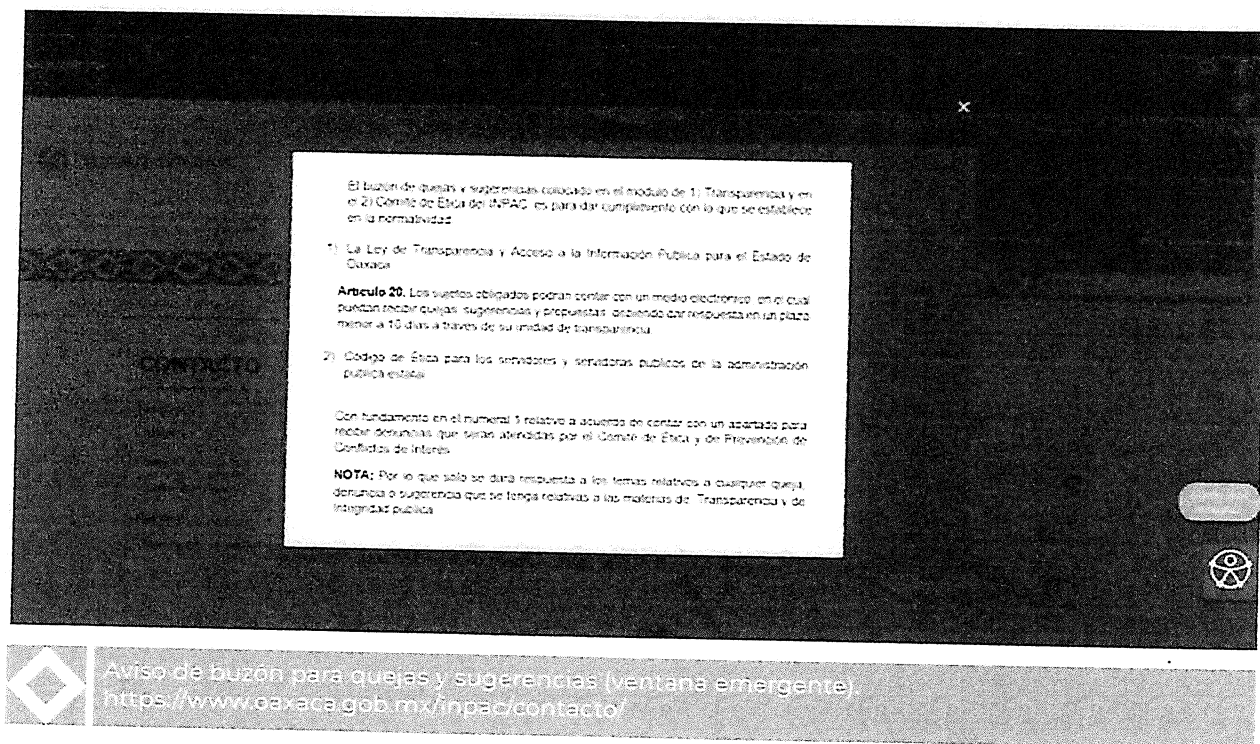 ×
El buzón de quejas y sugerencias colocado en el módulo de 1) Transparencia y en
el 2) Comité de Ética del INPAC, es para dar cumplimiento con lo que se establece
en la normatividad
1) La Ley de Transparencia y Acceso a la Información Pública para el Estado de
Oaxaca
Artículo 20. Los sujetos obligados podrán contar con un medio electrónico, en el cual
puedan recibir quejas, sugerencias y propuestas, debiendo dar respuesta en un plazo
menor a 10 días a través de su unidad de transparencia.
2) Código de Ética para los servidores y servidoras públicos de la administración
pública estatal
Con fundamento en el numeral 5 relativo a acuerdo de contar con un apartado para
recibir denuncias que serán atendidas por el Comité de Ética y de Prevención de
Conflictos de Interés
NOTA: Por lo que solo se dará respuesta a los temas relativos a cualquier queja,
denuncia o sugerencia que se tenga relativas a las materias de Transparencia y de
Integridad pública
CONTACTO
Aviso de buzón para quejas y sugerencias (ventana emergente).
https://www.oaxaca.gob.mx/inpac/contacto/